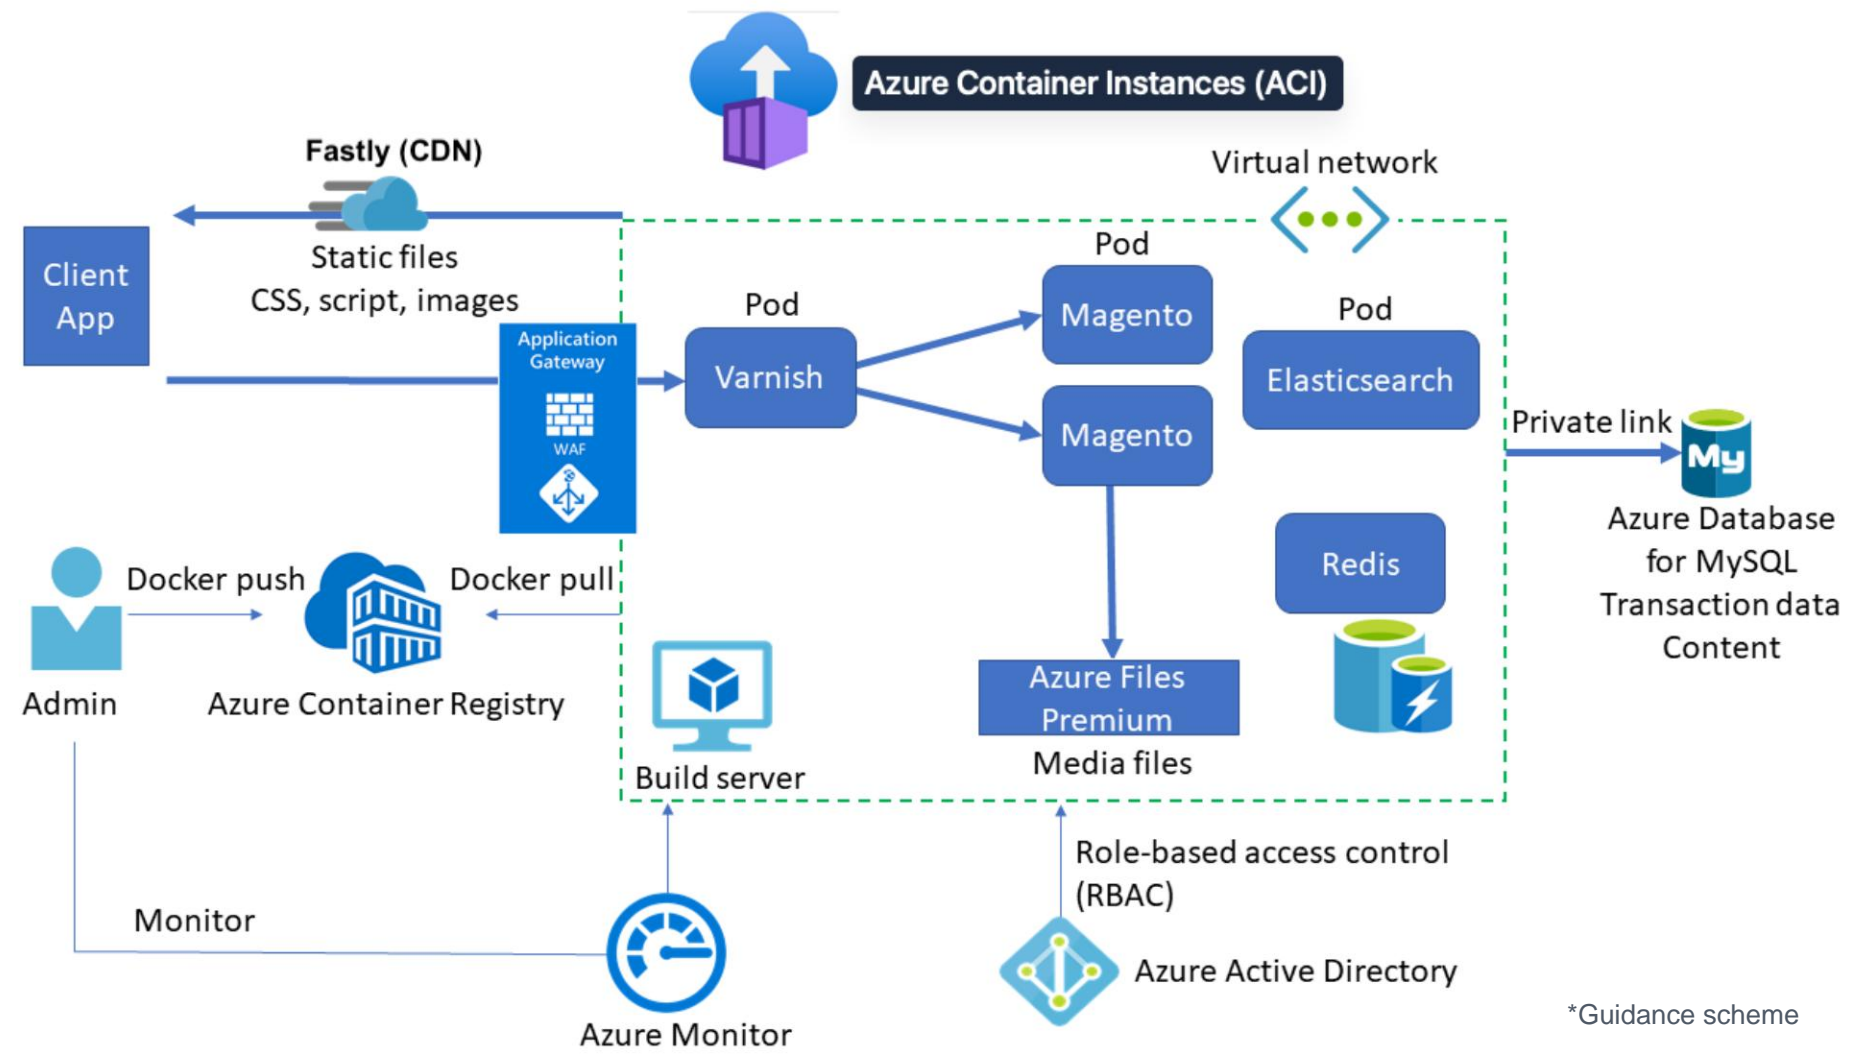 Azure Container Instances (ACI)
Fastly (CDN)
Virtual network
Static files
CSS, script, images
Client
App
Application
Gateway
WAF
Pod
Varnish
Pod
Magento
Magento
Pod
Elasticsearch
Private link
My
Azure Database
for MySQL
Transaction data
Content
Redis
Docker push
Docker pull
Admin
Azure Container Registry
Build server
Azure Files
Premium
Media files
Role-based access control
(RBAC)
Monitor
Azure Monitor
Azure Active Directory
*Guidance scheme